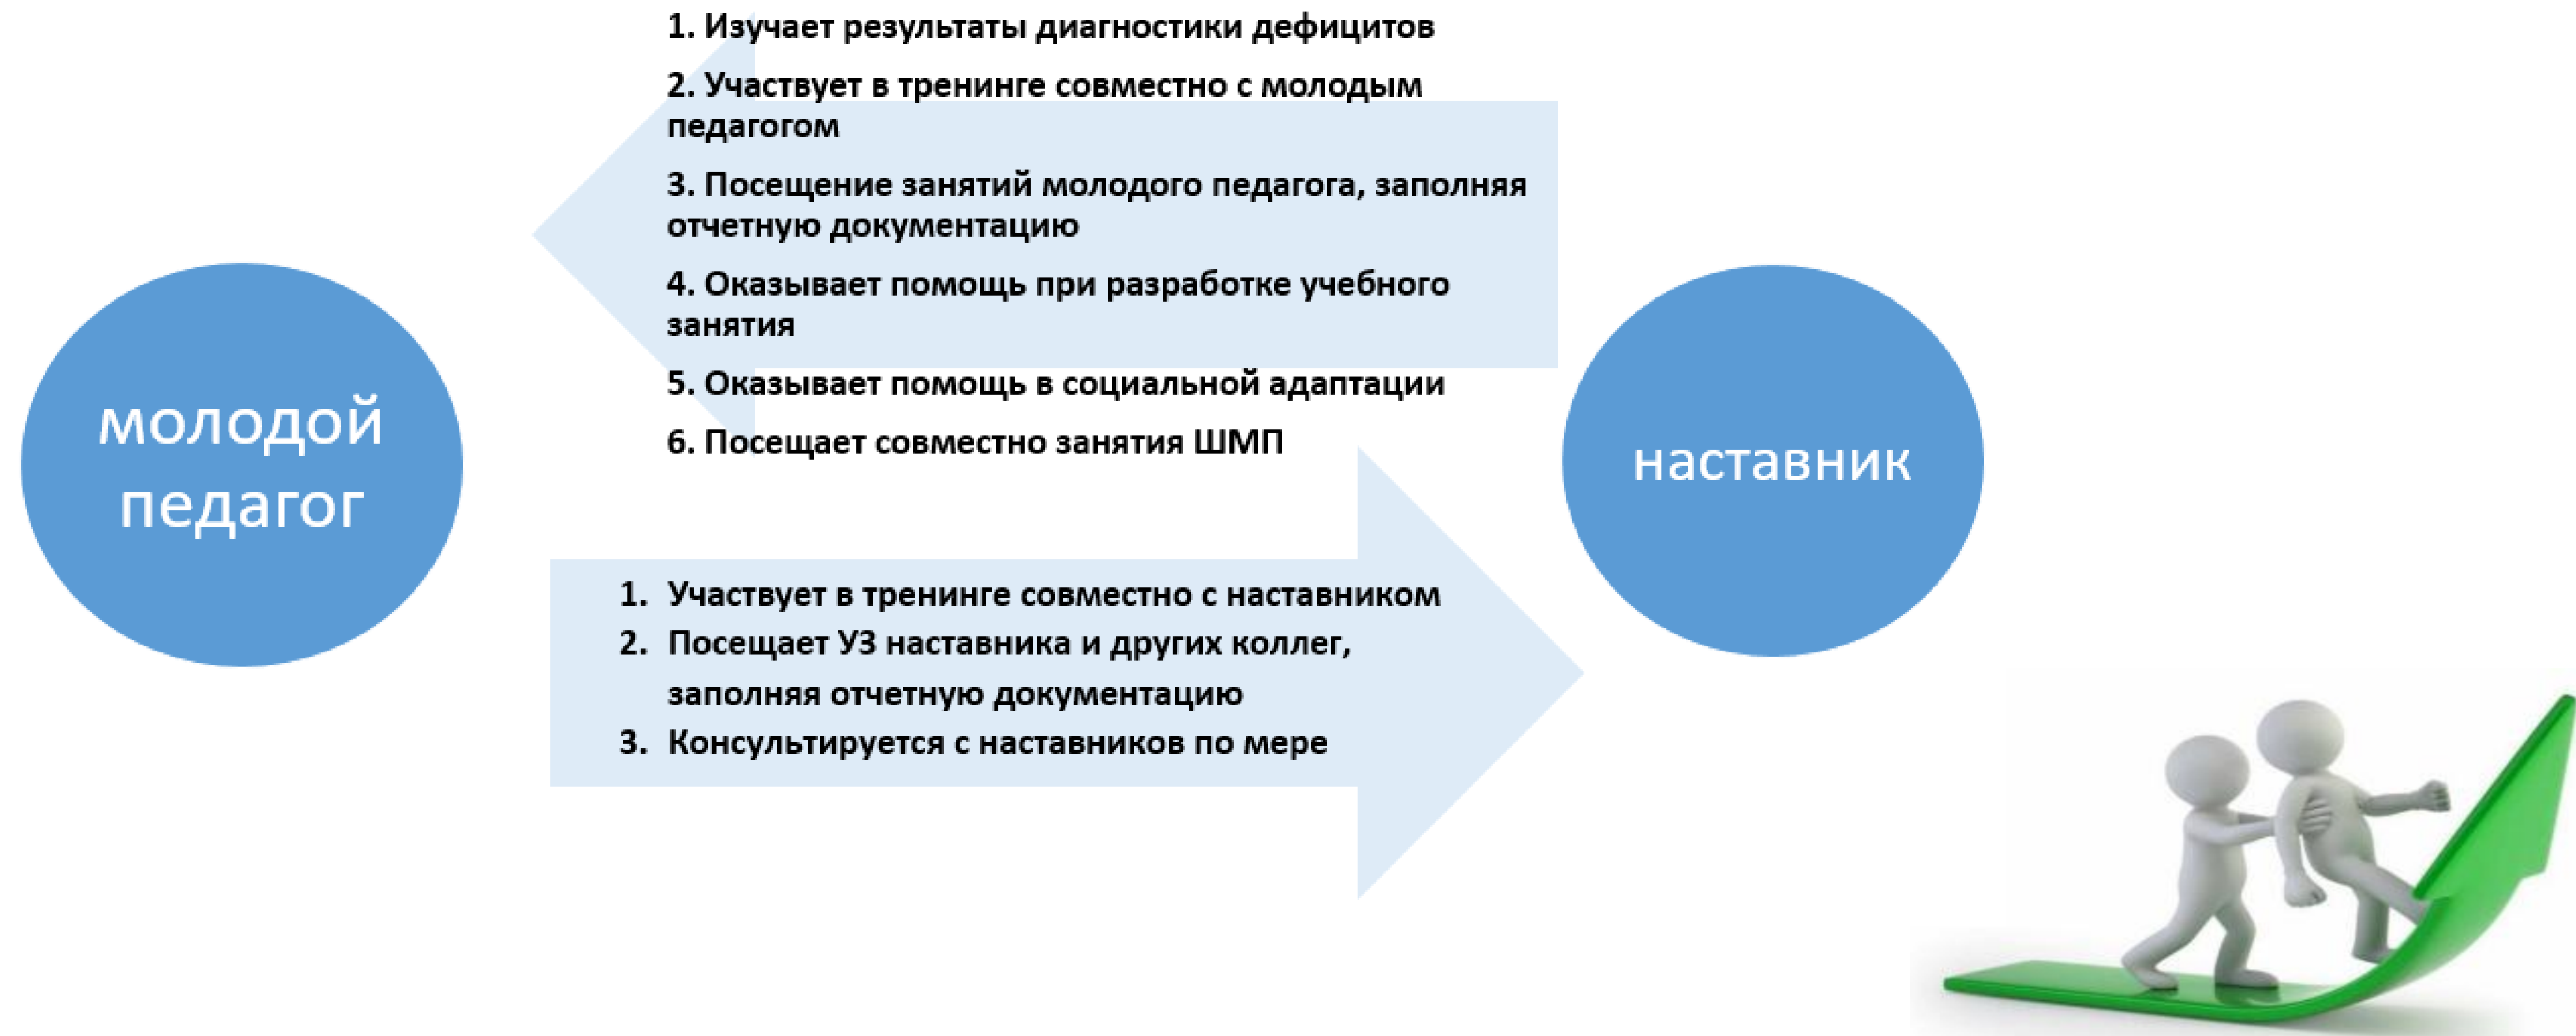 1. Изучает результаты диагностики дефицитов
2. Участвует в тренинге совместно с молодым
педагогом
3. Посещение занятий молодого педагога, заполняя
отчетную документацию
4. Оказывает помощь при разработке учебного
занятия
5. Оказывает помощь в социальной адаптации
6. Посещает совместно занятия ШМП
молодой
педагог
наставник
1. Участвует в тренинге совместно с наставником
2. Посещает УЗ наставника и других коллег,
заполняя отчетную документацию
3. Консультируется с наставников по мере